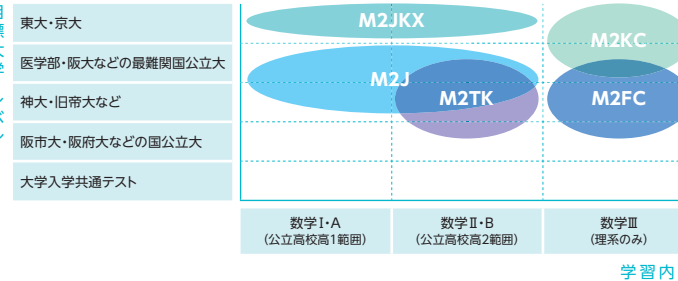 東大・京大
医学部・阪大などの最難関国公立大
神大・旧帝大など
阪市大・阪府大などの国公立大
大学入学共通テスト
M2JKX
M2KC
M2J
M2TK
M2FC
数学Ⅰ・A
(公立高校高1範囲)
数学Ⅱ・B
(公立高校高2範囲)
数学Ⅲ
(理系のみ)
学習内